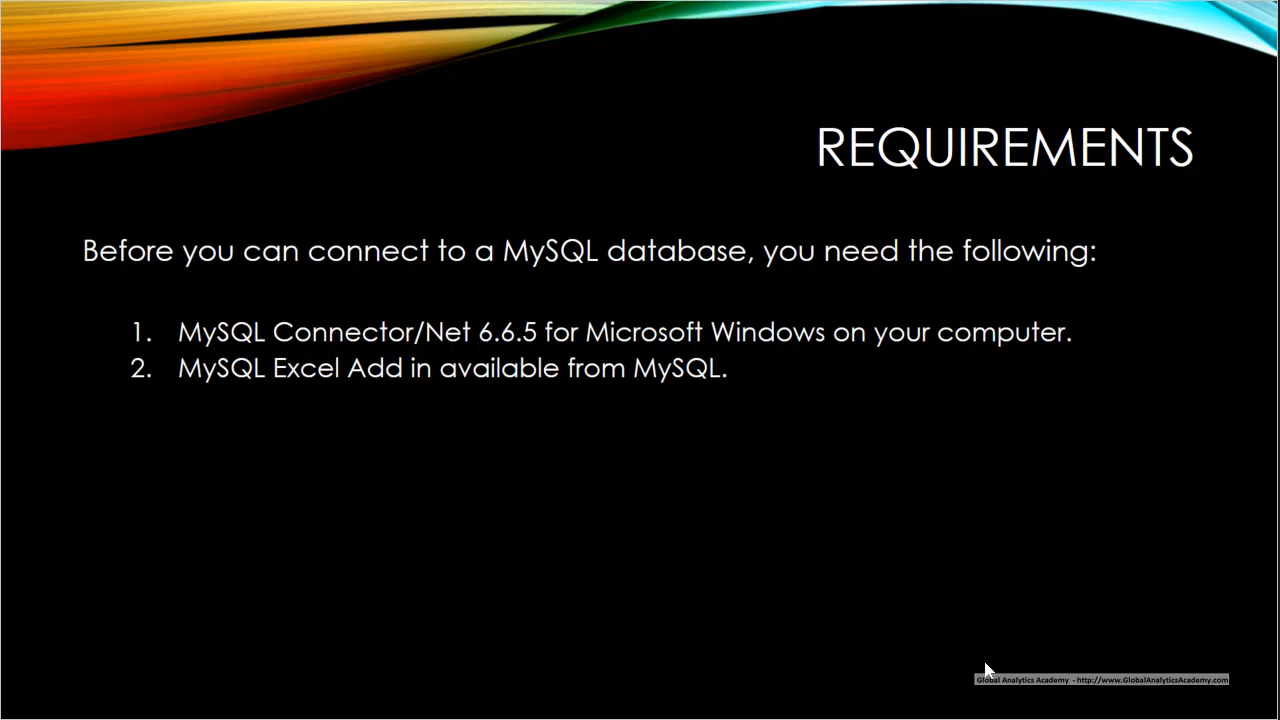 REQUIREMENTS
Before you can connect to a MySQL database, you need the following:
1. MySQL Connector/Net 6.6.5 for Microsoft Windows on your computer.
2. MySQL Excel Add in available from MySQL.
Global Analytics Academy - http://www.GlobalAnalyticsAcademy.com